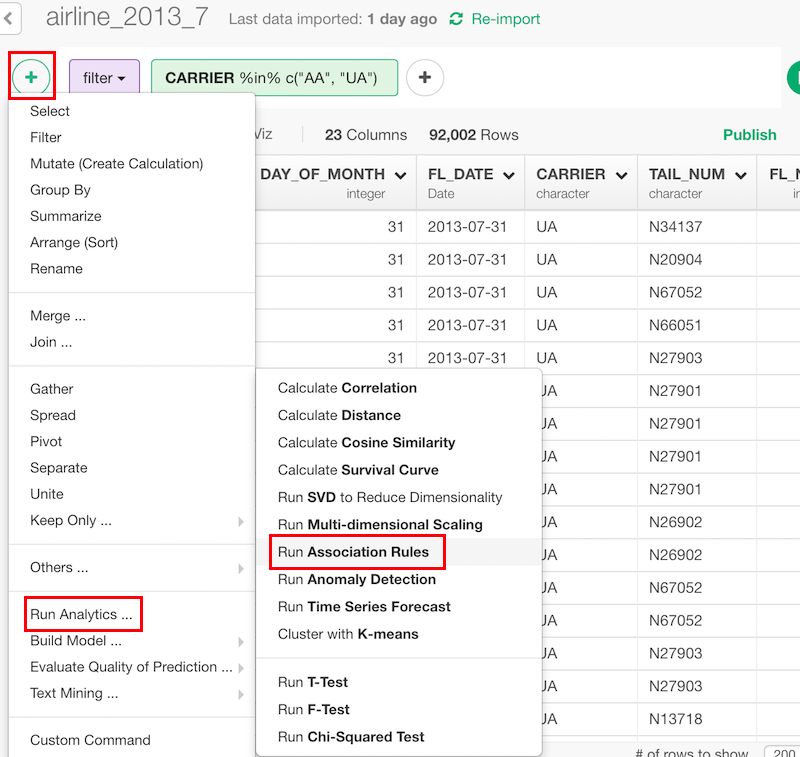 airline_2013_7 Last data imported: 1 day ago Re-import
+ filter CARRIER %in% c("AA", "UA") +
Select
Filter
Mutate (Create Calculation)
Group By
Summarize
Arrange (Sort)
Rename
Merge ...
Join ...
Gather
Spread
Pivot
Separate
Unite
Keep Only ...
Others ...
Run Analytics ...
Build Model ...
Evaluate Quality of Prediction ...
Text Mining ...
Custom Command
Viz 23 Columns 92,002 Rows Publish
DAY_OF_MONTH FL_DATE CARRIER TAIL_NUM FL_N
integer Date character character in
31 2013-07-31 UA N34137
31 2013-07-31 UA N20904
31 2013-07-31 UA N67052
31 2013-07-31 UA N66051
31 2013-07-31 UA N27903
UA N27901
UA N27901
UA N27901
UA N27901
UA N26902
UA N26902
UA N67052
UA N67052
UA N27903
UA N27903
UA N13718
Calculate Correlation
Calculate Distance
Calculate Cosine Similarity
Calculate Survival Curve
Run SVD to Reduce Dimensionality
Run Multi-dimensional Scaling
Run Association Rules
Run Anomaly Detection
Run Time Series Forecast
Cluster with K-means
Run T-Test
Run F-Test
Run Chi-Squared Test
# of rows to show 200